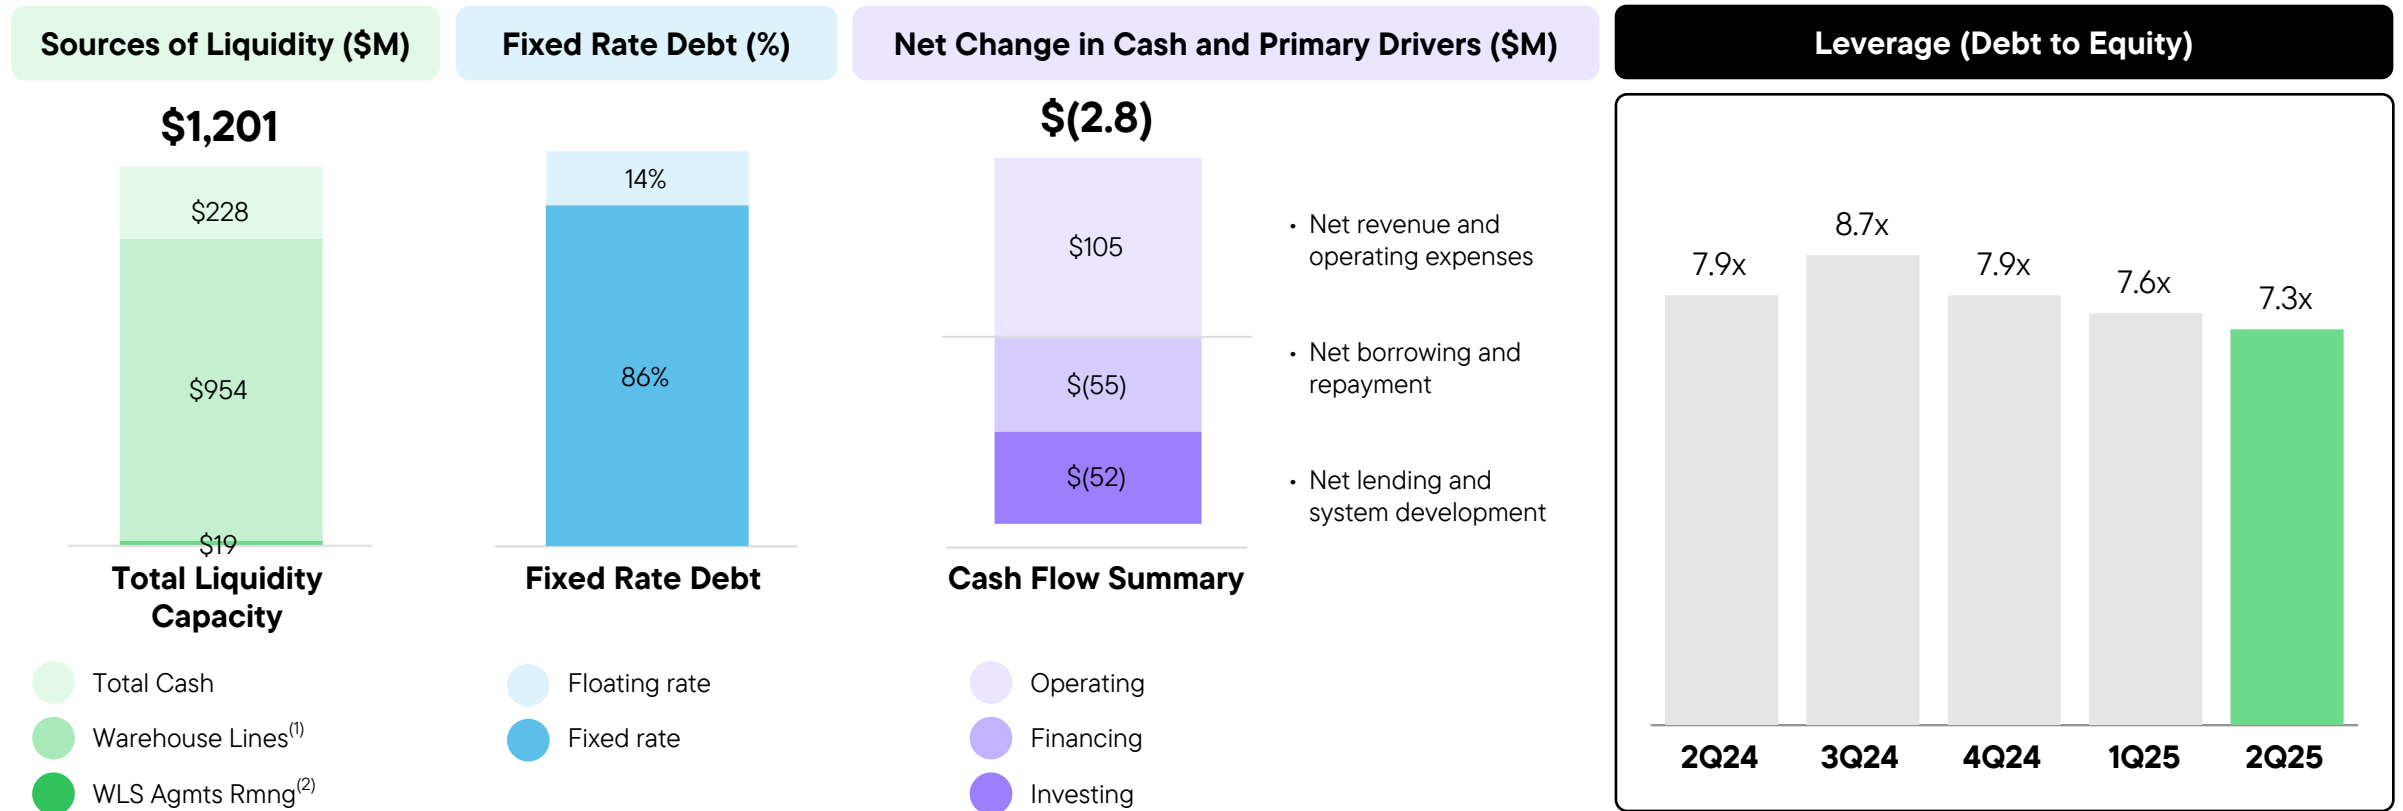 Sources of Liquidity ($M)
$1,201
$228
$954
$19
Total Liquidity
Capacity
Total Cash
Warehouse Lines(1)
WLS Agmts Rmng(2)
Fixed Rate Debt (%)
14%
86%
Fixed Rate Debt
Floating rate
Fixed rate
Net Change in Cash and Primary Drivers ($M)
$(2.8)
$105
$(55)
$(52)
• Net revenue and
operating expenses
• Net borrowing and
repayment
• Net lending and
system development
Cash Flow Summary
Operating
Financing
Investing
Leverage (Debt to Equity)
7.9x
8.7x
7.9x
7.6x
7.3x
2Q24
3Q24
4Q24
1Q25
2Q25